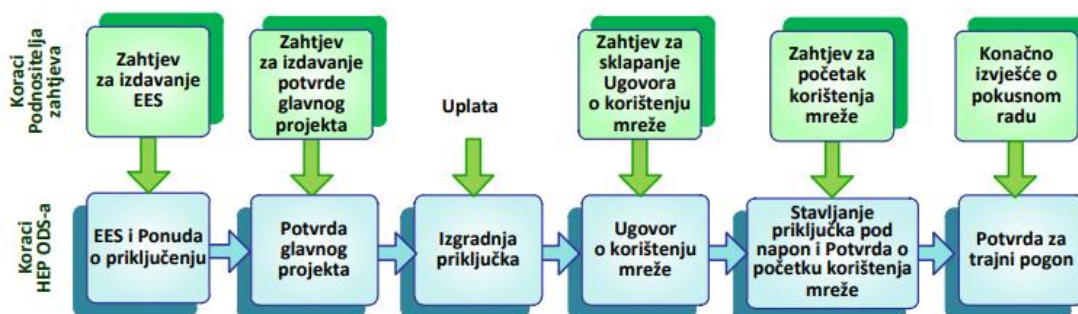 Koraci
Podnositelja
zahtjeva
Zahtjev
za izdavanje
EES
Zahtjev
za izdavanje
potvrde
glavnog
projekta
Uplata
Zahtjev za
sklapanje
Ugovora
o korištenju
mreže
Zahtjev za
početak
korištenja
mreže
Konačno
izvješće o
pokusnom
radu
Koraci
HEP ODS-a
EES i Ponuda
o priključenju
Potvrda
glavnog
projekta
Izgradnja
priključka
Ugovor
o korištenju
mreže
Stavljanje
priključka pod
napon i Potvrda o
početku korištenja
mreže
Potvrda za
trajni pogon